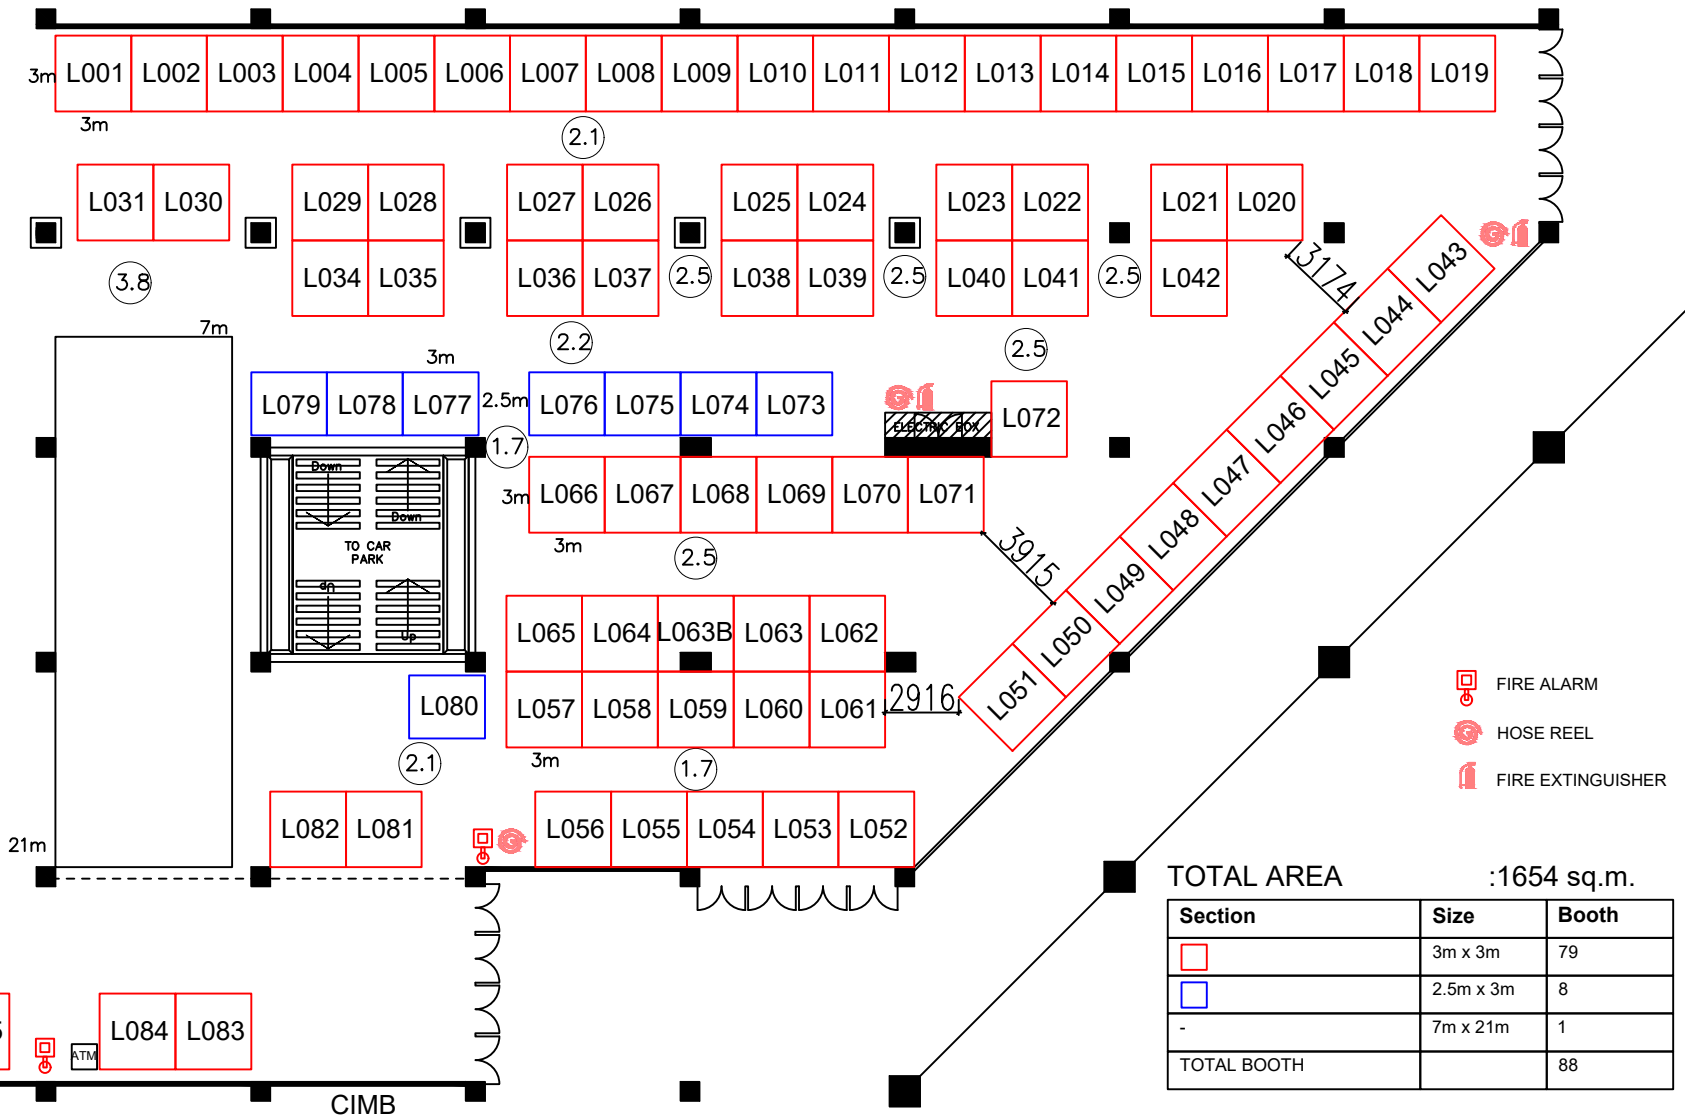 3m L001 L002 L003 L004 L005 L006 L007 L008 L009 L010 L011 L012 L013 L014 L015 L016 L017 L018 L019
3m
2.1
L031 L030 L029 L028 L027 L026 L025 L024 L023 L022 L021 L020
L034 L035 L036 L037 L038 L039 L040 L041 L042
3.8 2.5 2.5 2.5
3174
L043
L044
L045
L046
L047
L048
L049
L050
L051
7m
2.2
2.5
3m
L079 L078 L077 2.5m L076 L075 L074 L073
ELECTRIC BOX
L072
1.7
Down
Down
TO CAR
PARK
Up
Up
3m L066 L067 L068 L069 L070 L071
3m
2.5
3915
L065 L064 L063B L063 L062
L057 L058 L059 L060 L061
2916
3m
1.7
L080
2.1
L082 L081
L056 L055 L054 L053 L052
21m
FIRE ALARM
HOSE REEL
FIRE EXTINGUISHER
TOTAL AREA :1654 sq.m.
Section Size Booth
3m x 3m 79
2.5m x 3m 8
- 7m x 21m 1
TOTAL BOOTH 88
ATM
L084 L083
CIMB